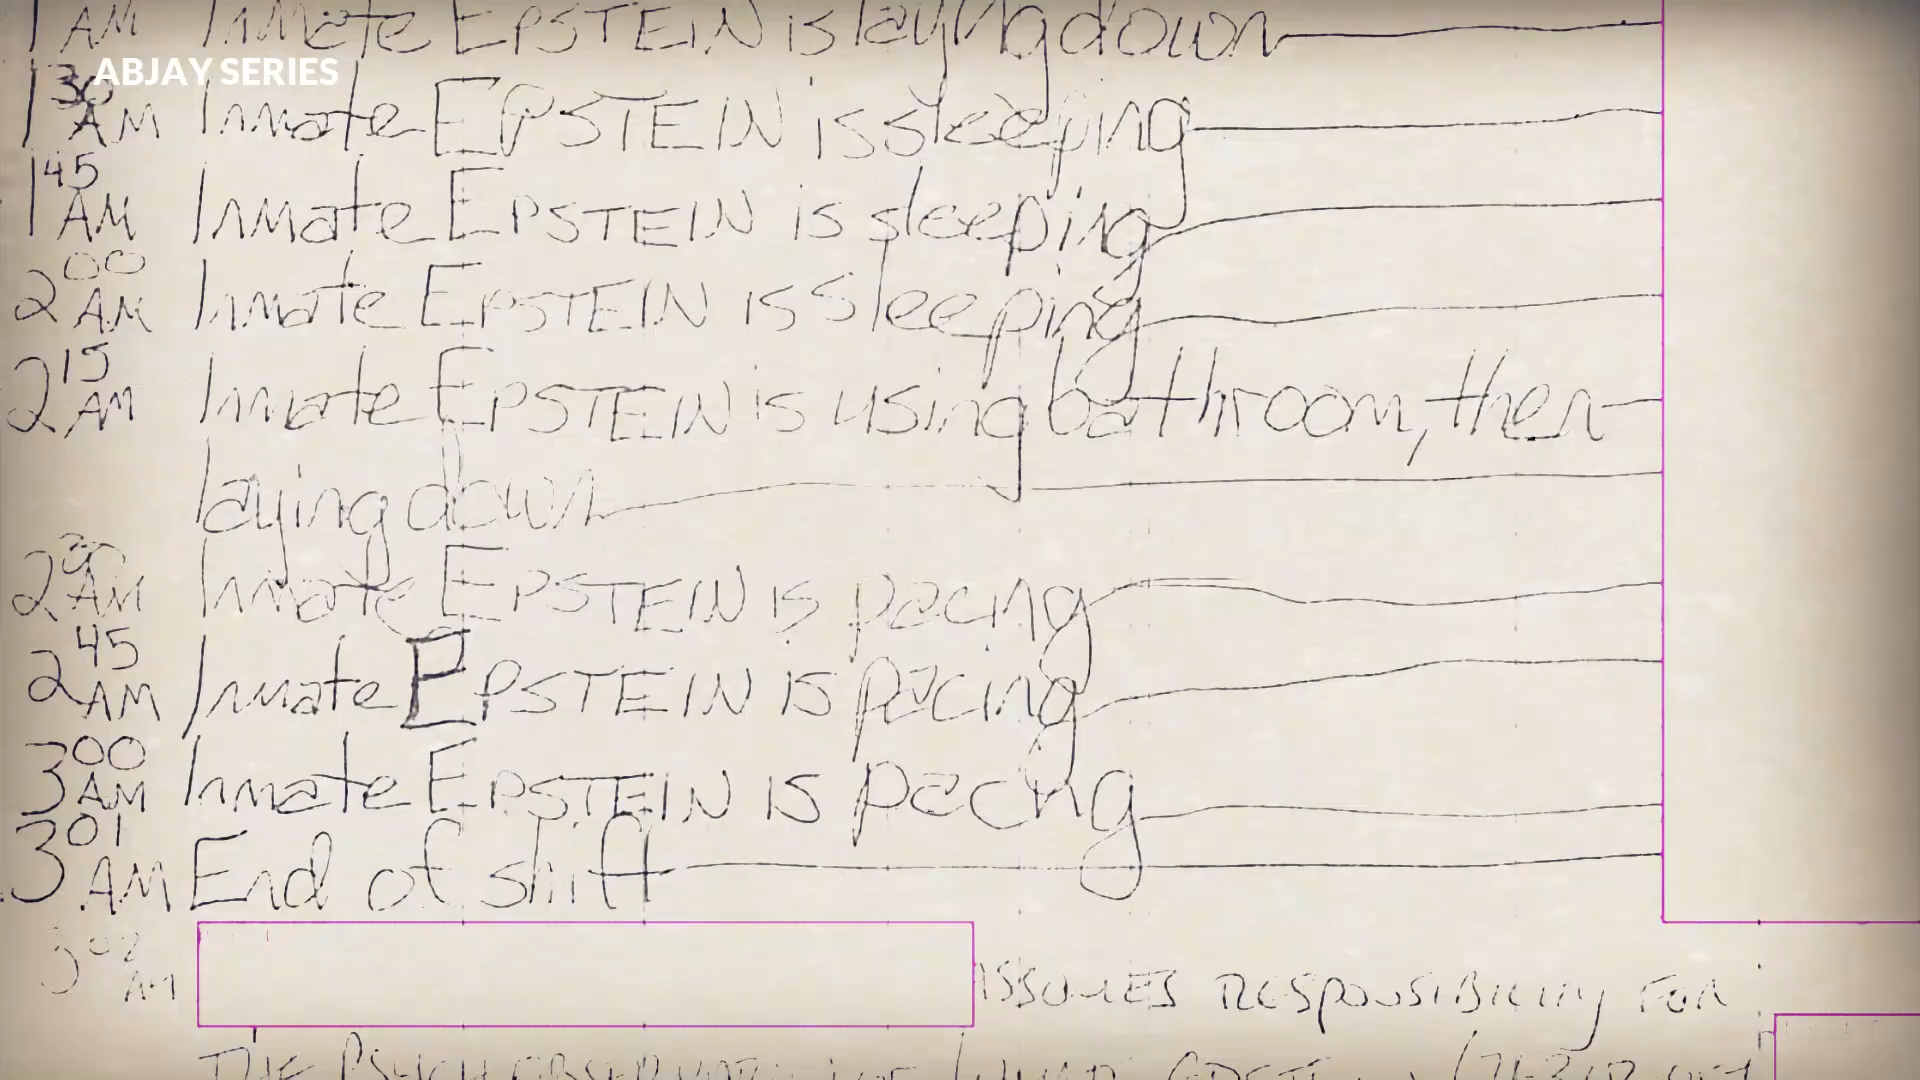 1 AM Inmate EPSTEIN is laying down
ABJAY SERIES
1 30 AM Inmate EPSTEIN is sleeping
1 45 AM Inmate EPSTEIN is sleeping
2 00 AM Inmate EPSTEIN is sleeping
2 15 AM Inmate EPSTEIN is using bathroom, then
laying down
2 30 AM Inmate EPSTEIN is pacing
2 45 AM Inmate EPSTEIN is pacing
3 00 AM Inmate EPSTEIN is pacing
3 01 AM End of shift
3 02 AM ASSUMES RESPONSIBILITY FOR
THE PSYCH OBSERVATION